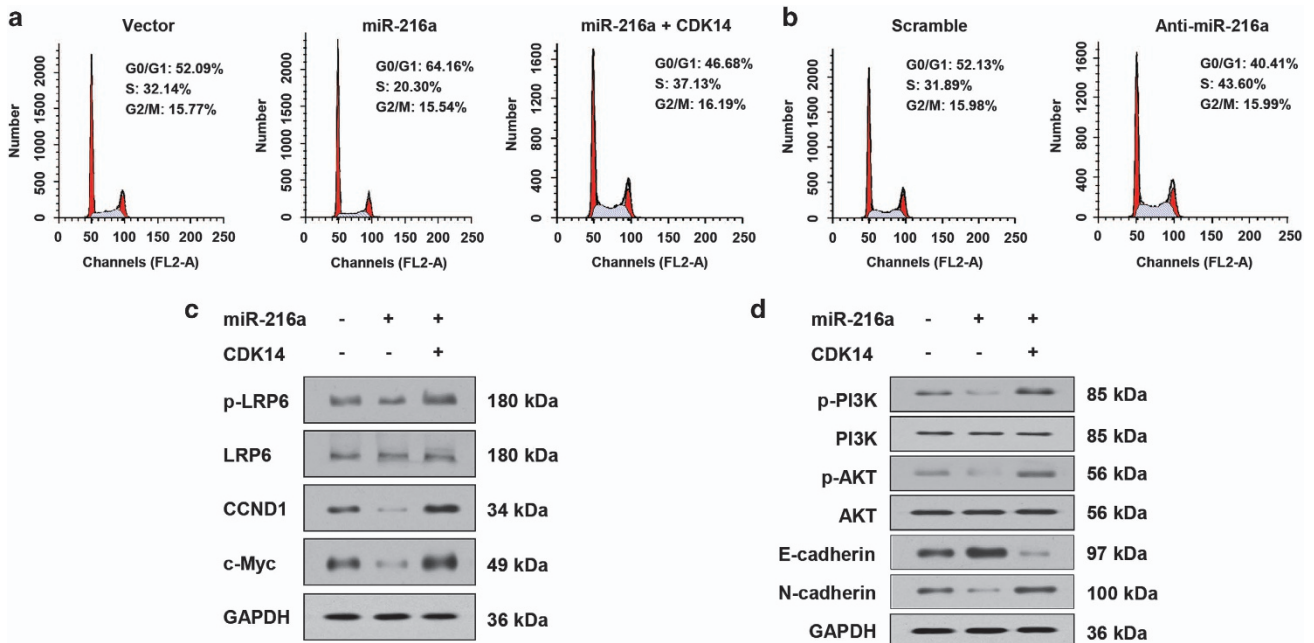 a
Vector
Number
0 500 1000 1500 2000
G0/G1: 52.09%
S: 32.14%
G2/M: 15.77%
0 50 100 150 200 250
Channels (FL2-A)
miR-216a
Number
0 500 1000 1500 2000
G0/G1: 64.16%
S: 20.30%
G2/M: 15.54%
0 50 100 150 200 250
Channels (FL2-A)
miR-216a + CDK14
Number
0 400 800 1200 1600
G0/G1: 46.68%
S: 37.13%
G2/M: 16.19%
0 50 100 150 200 250
Channels (FL2-A)
b
Scramble
Number
0 500 1000 1500 2000
G0/G1: 52.13%
S: 31.89%
G2/M: 15.98%
0 50 100 150 200 250
Channels (FL2-A)
Anti-miR-216a
Number
0 400 800 1200 1600
G0/G1: 40.41%
S: 43.60%
G2/M: 15.99%
0 50 100 150 200 250
Channels (FL2-A)
c
miR-216a - + +
CDK14 - - +
p-LRP6 180 kDa
LRP6 180 kDa
CCND1 34 kDa
c-Myc 49 kDa
GAPDH 36 kDa
d
miR-216a - + +
CDK14 - - +
p-PI3K 85 kDa
PI3K 85 kDa
p-AKT 56 kDa
AKT 56 kDa
E-cadherin 97 kDa
N-cadherin 100 kDa
GAPDH 36 kDa